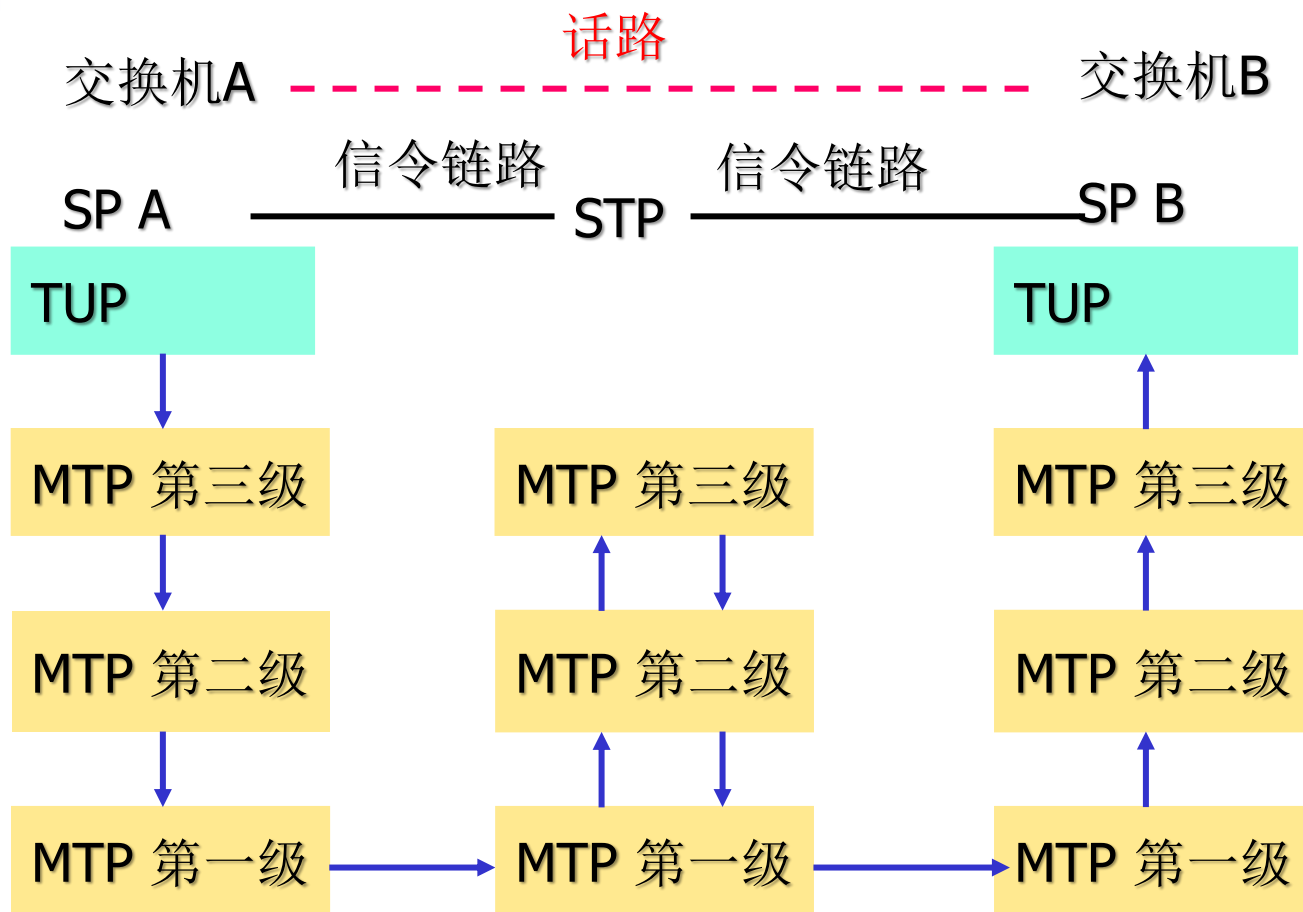 话路
交换机A
交换机B
信令链路
信令链路
SP A
STP
SP B
TUP
TUP
MTP 第三级
MTP 第三级
MTP 第三级
MTP 第二级
MTP 第二级
MTP 第二级
MTP 第一级
MTP 第一级
MTP 第一级